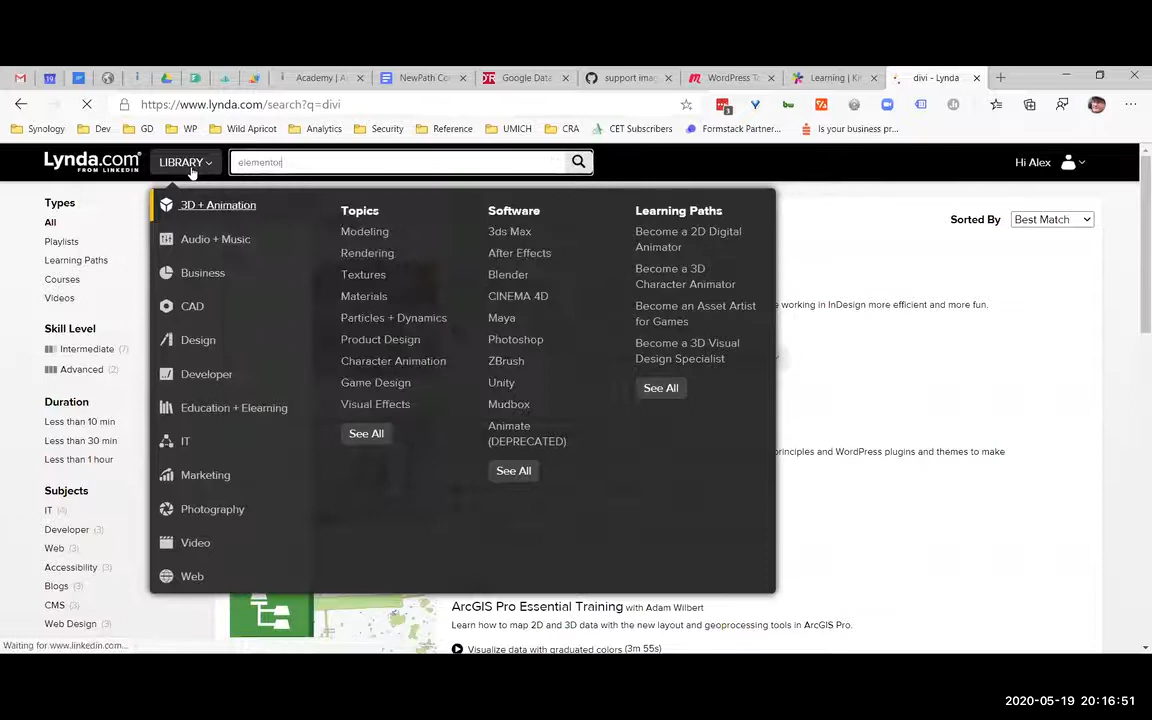 Academy | A
NewPath Co
Google Data
support imag
WordPress T
Learning | Ki
divi - Lynda
https://www.lynda.com/search?q=divi
Synology
Dev
GD
WP
Wild Apricot
Analytics
Security
Reference
UMICH
CRA
CET Subscribers
Formstack Partner...
Is your business pr...
Lynda.com
FROM LINKEDIN
LIBRARY
elementor
Hi Alex
Types
All
Playlists
Learning Paths
Courses
Videos
Skill Level
Intermediate (7)
Advanced (2)
Duration
Less than 10 min
Less than 30 min
Less than 1 hour
Subjects
IT (4)
Developer (3)
Web (3)
Accessibility (3)
Blogs (3)
CMS (3)
Web Design (3)
3D + Animation
Audio + Music
Business
CAD
Design
Developer
Education + Elearning
IT
Marketing
Photography
Video
Web
Topics
Modeling
Rendering
Textures
Materials
Particles + Dynamics
Product Design
Character Animation
Game Design
Visual Effects
See All
Software
3ds Max
After Effects
Blender
CINEMA 4D
Maya
Photoshop
ZBrush
Unity
Mudbox
Animate
(DEPRECATED)
See All
Learning Paths
Become a 2D Digital
Animator
Become a 3D
Character Animator
Become an Asset Artist
for Games
Become a 3D Visual
Design Specialist
See All
Sorted By
Best Match
working in InDesign more efficient and more fun.
principles and WordPress plugins and themes to make
ArcGIS Pro Essential Training with Adam Wilbert
Learn how to map 2D and 3D data with the new layout and geoprocessing tools in ArcGIS Pro.
Visualize data with graduated colors (3m 55s)
Waiting for www.linkedin.com...
2020-05-19 20:16:51